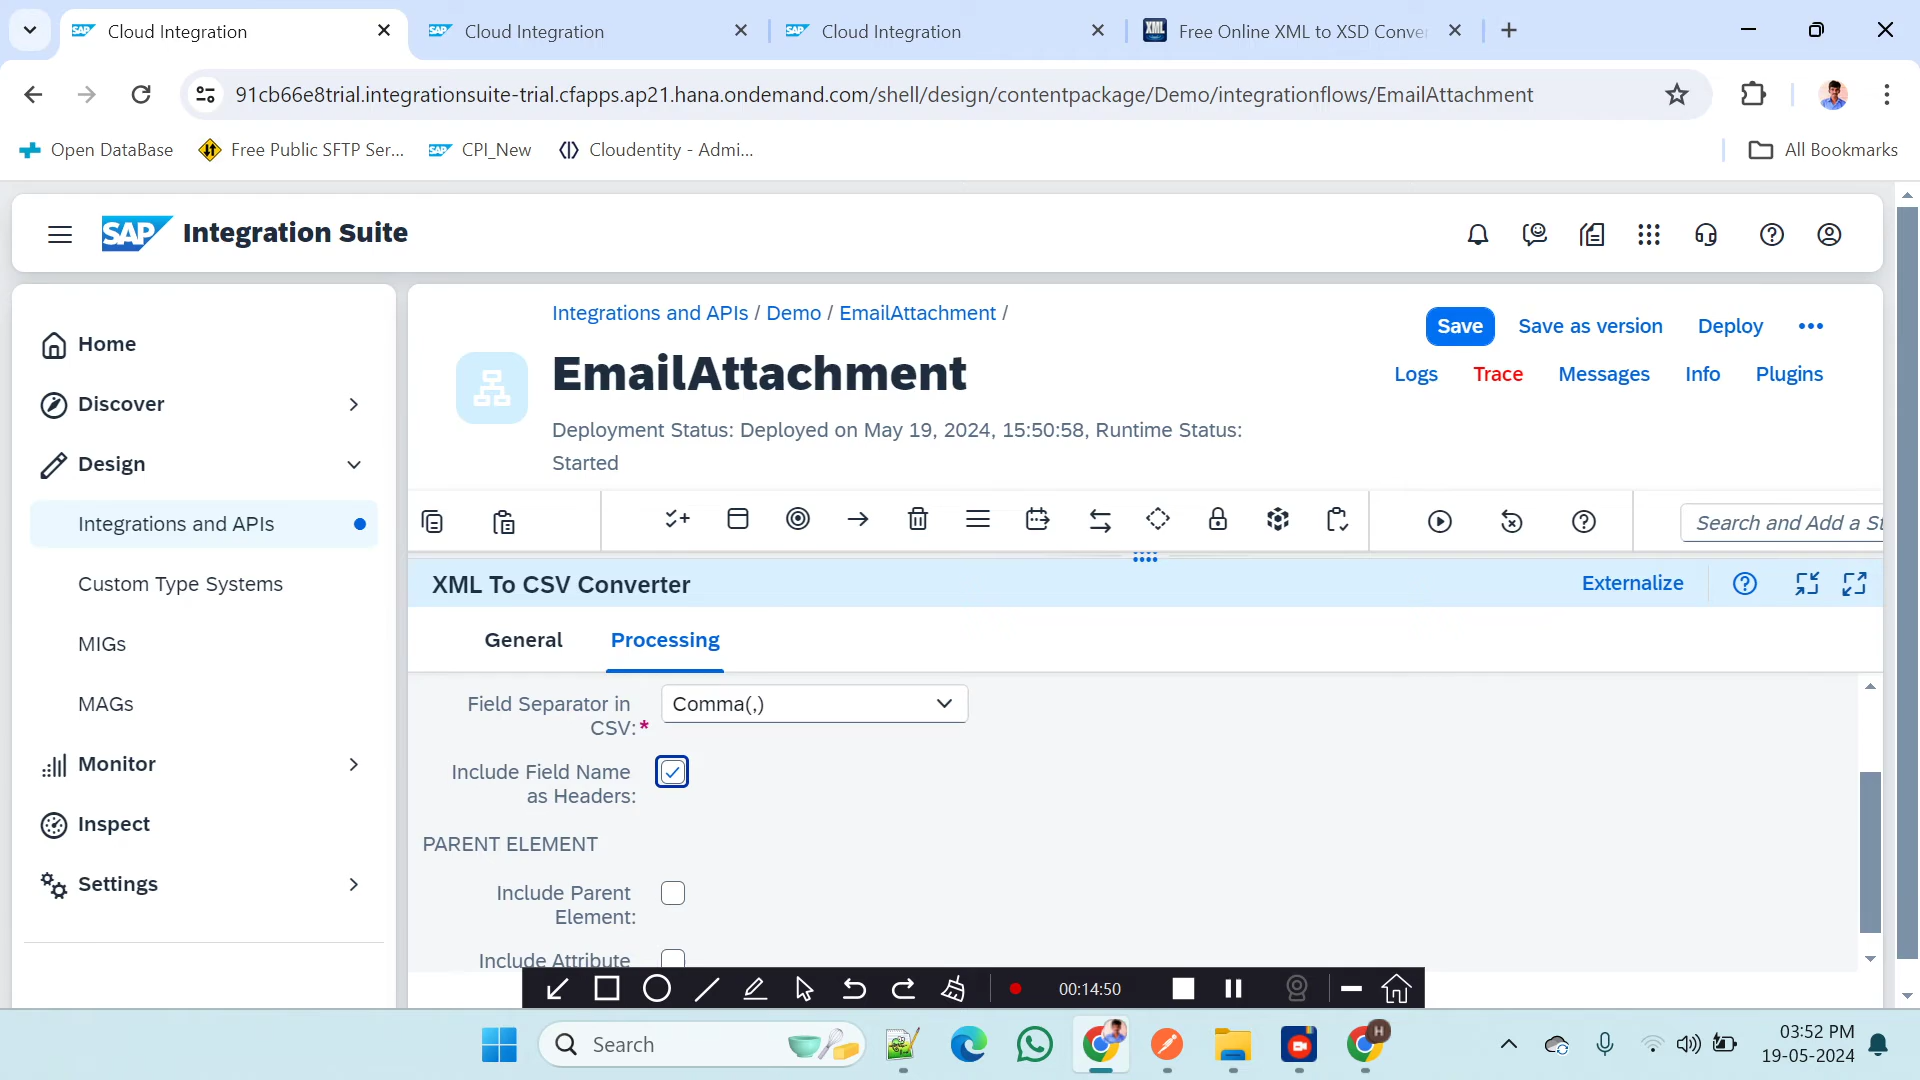 Cloud Integration
Cloud Integration
Cloud Integration
Free Online XML to XSD Conver
91cb66e8trial.integrationsuite-trial.cfapps.ap21.hana.ondemand.com/shell/design/contentpackage/Demo/integrationflows/EmailAttachment
Open DataBase
Free Public SFTP Ser...
CPI_New
Cloudentity - Admi...
All Bookmarks
SAP Integration Suite
Home
Discover
Design
Integrations and APIs
Custom Type Systems
MIGs
MAGs
Monitor
Inspect
Settings
Integrations and APIs / Demo / EmailAttachment /
EmailAttachment
Deployment Status: Deployed on May 19, 2024, 15:50:58, Runtime Status:
Started
Save
Save as version
Deploy
Logs
Trace
Messages
Info
Plugins
Search and Add a St
XML To CSV Converter
Externalize
General
Processing
Field Separator in
CSV:*
Comma(,)
Include Field Name
as Headers:
PARENT ELEMENT
Include Parent
Element:
Include Attribute
00:14:50
Search
H
03:52 PM
19-05-2024